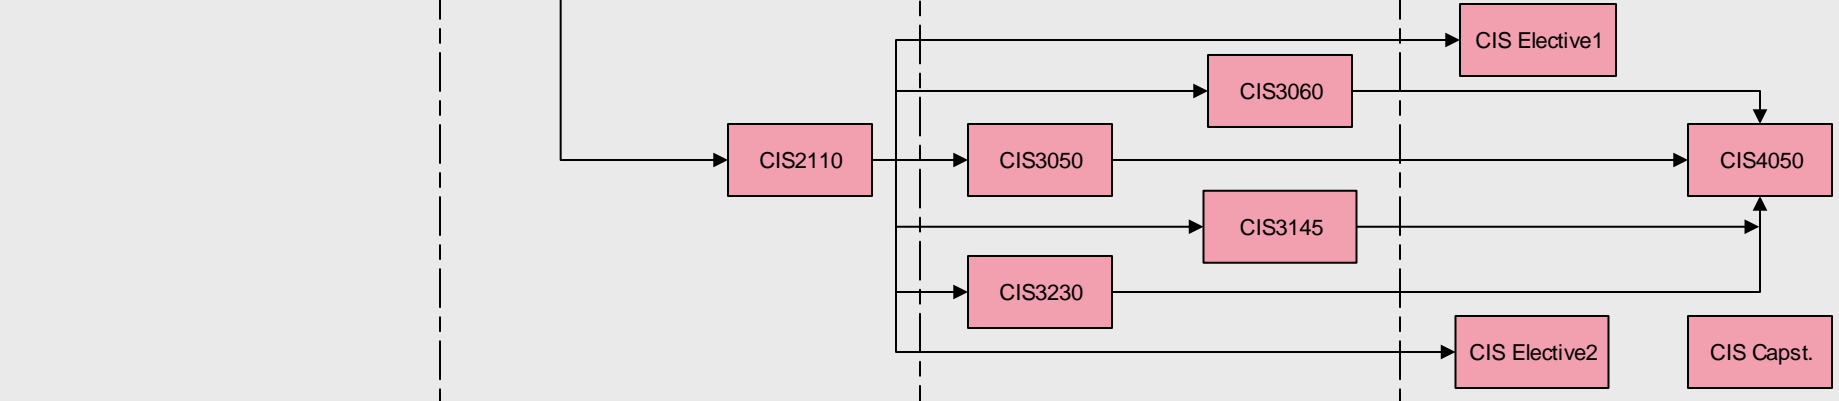 CIS Elective1
CIS3060
CIS2110
CIS3050
CIS4050
CIS3145
CIS3230
CIS Elective2
CIS Capst.